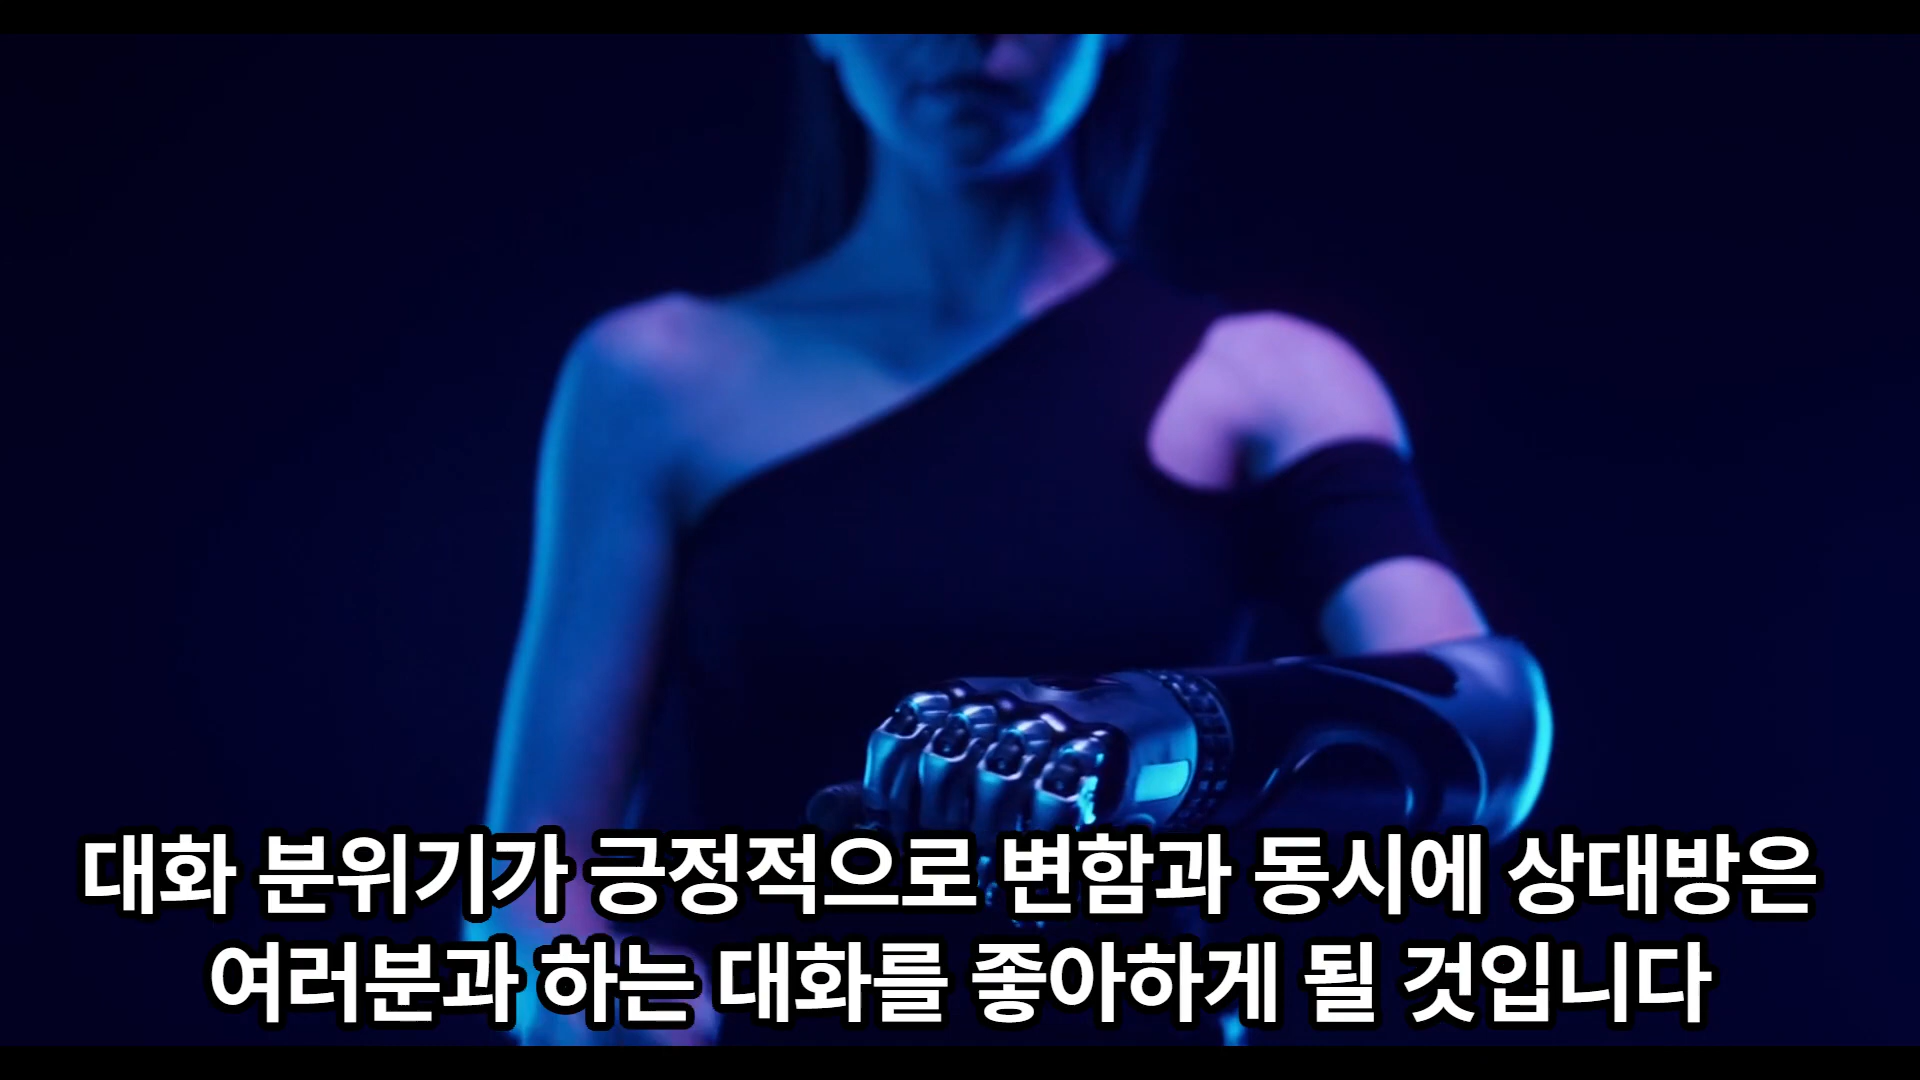 대화 분위기가 긍정적으로 변함과 동시에 상대방은
여러분과 하는 대화를 좋아하게 될 것입니다